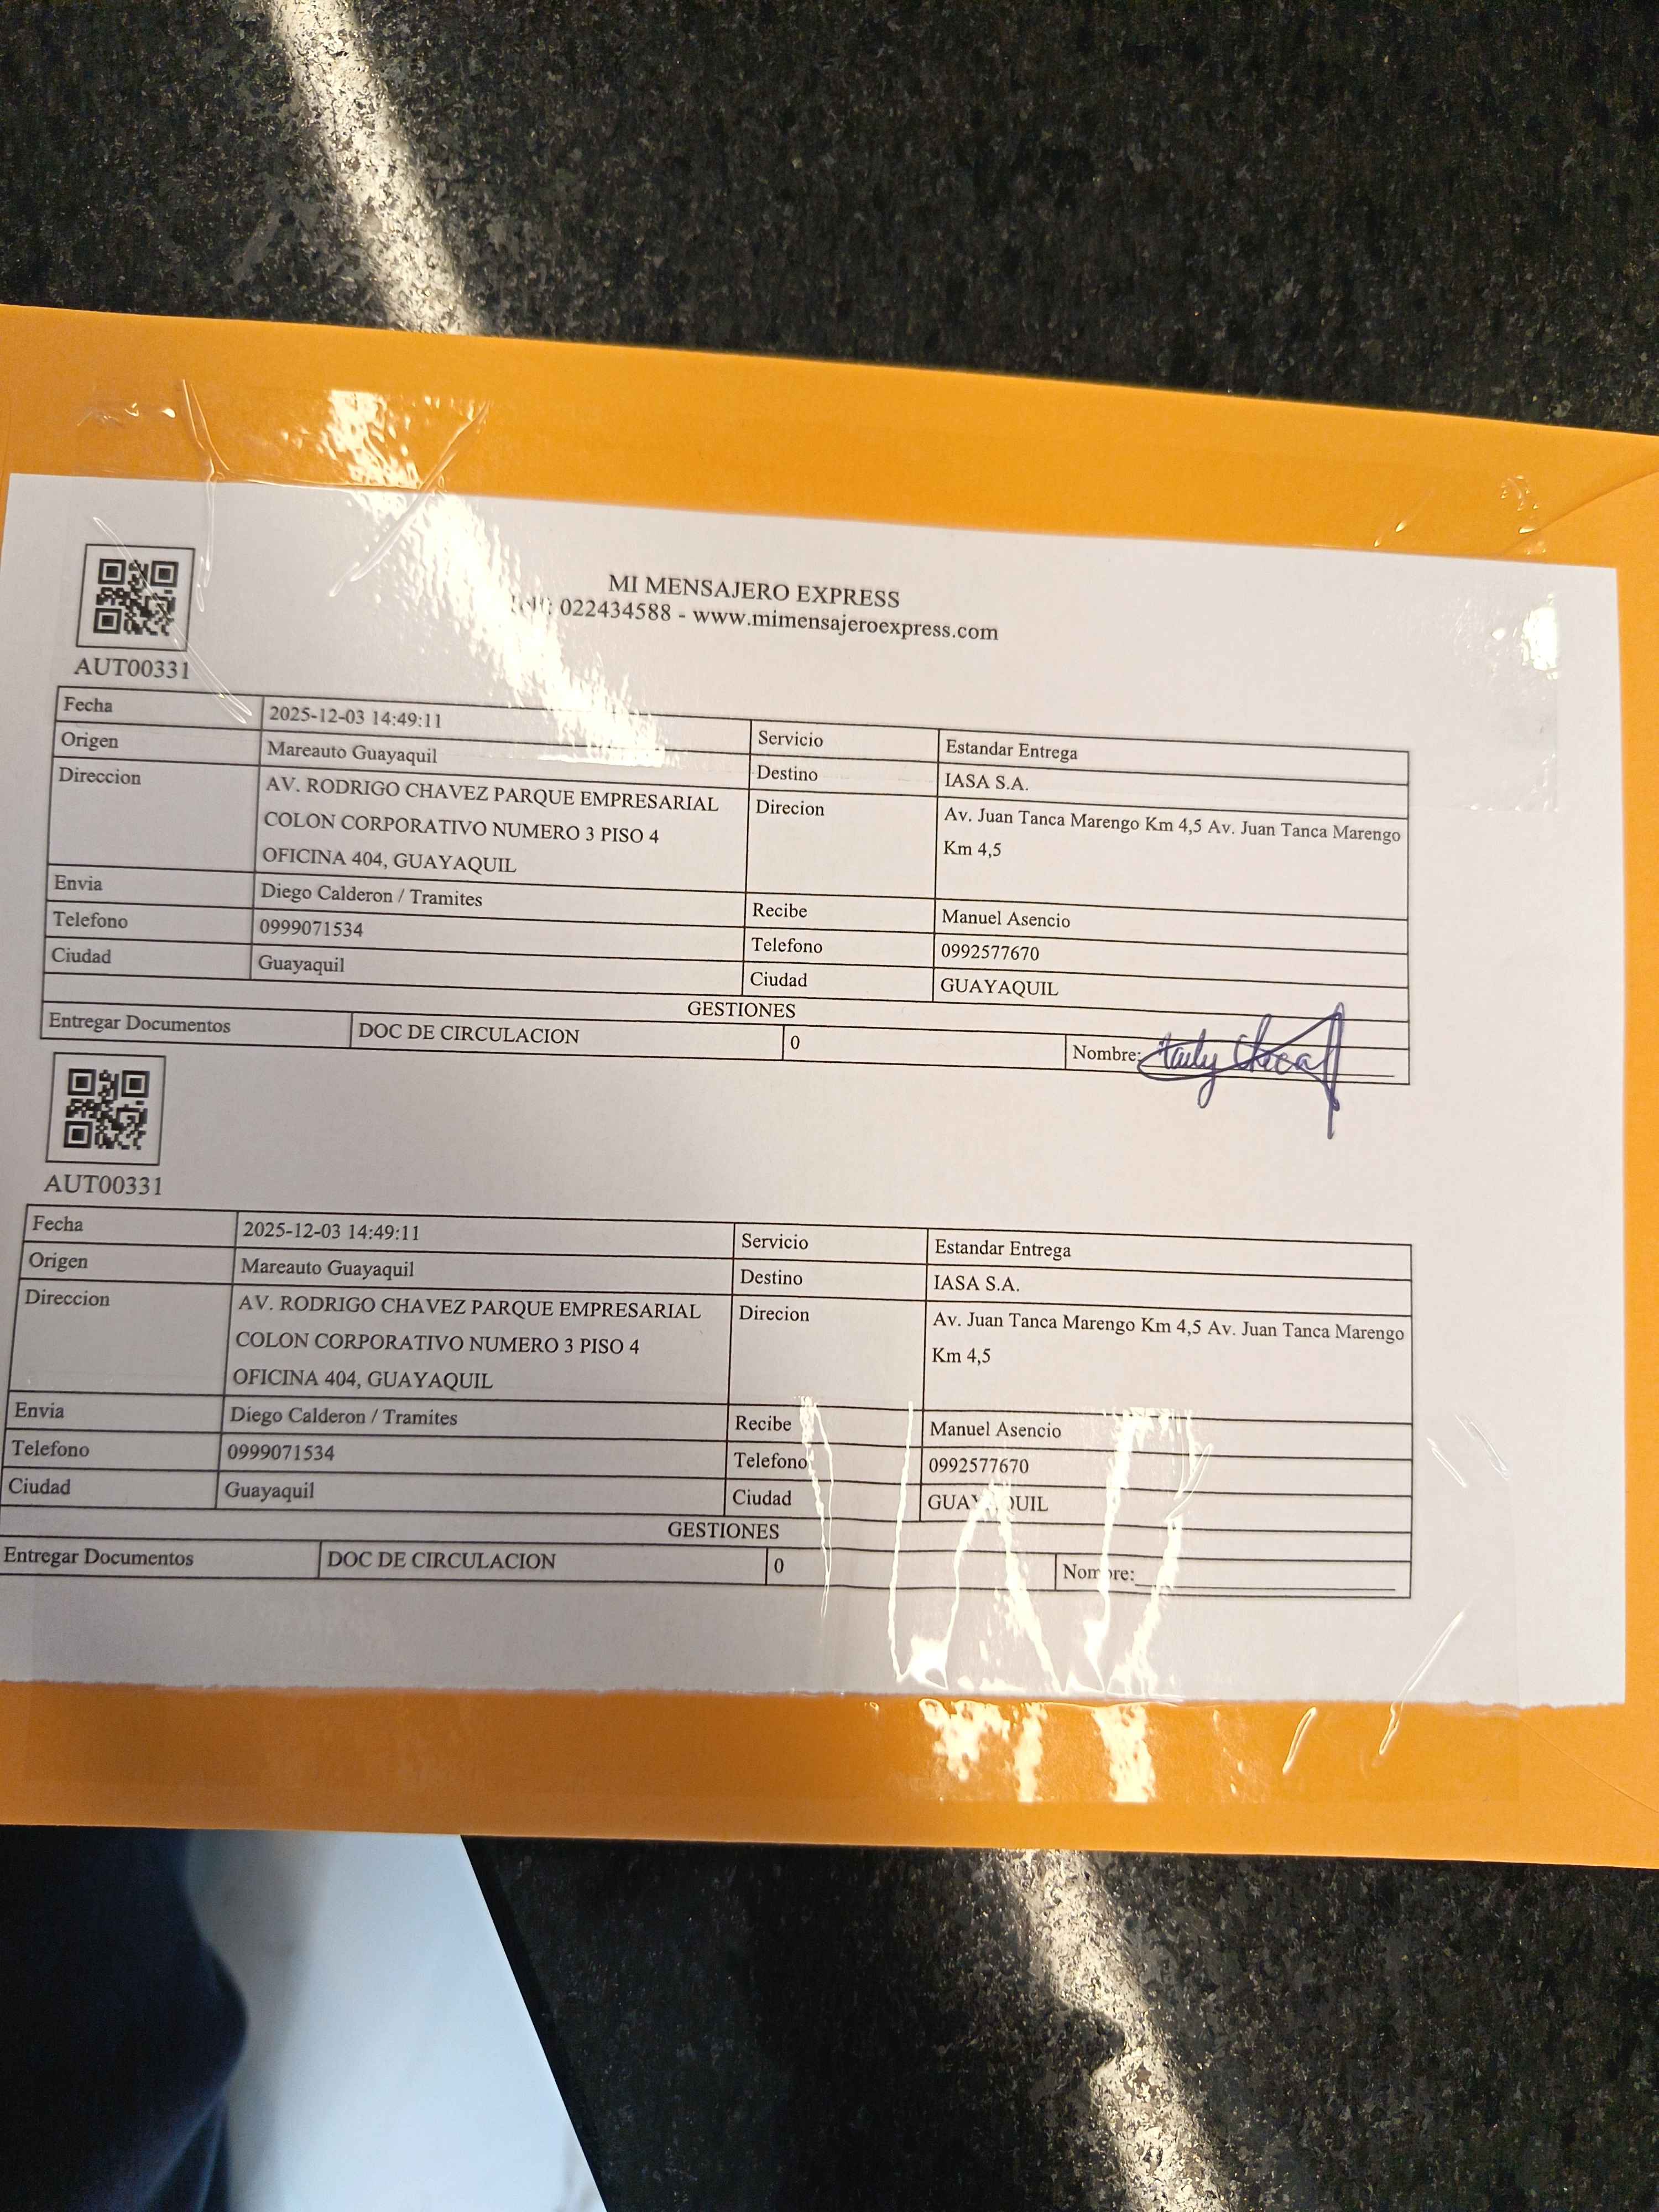 MI MENSAJERO EXPRESS
022434588 - www.mimensajeroexpress.com
AUT00331
Fecha 2025-12-03 14:49:11 Servicio Estandar Entrega
Origen Mareauto Guayaquil Destino IASA S.A.
Direccion AV. RODRIGO CHAVEZ PARQUE EMPRESARIAL Direcion Av. Juan Tanca Marengo Km 4,5 Av. Juan Tanca Marengo
COLON CORPORATIVO NUMERO 3 PISO 4 Km 4,5
OFICINA 404, GUAYAQUIL
Envia Diego Calderon / Tramites Recibe Manuel Asencio
Telefono 0999071534 Telefono 0992577670
Ciudad Guayaquil Ciudad GUAYAQUIL
GESTIONES
Entregar Documentos DOC DE CIRCULACION 0 Nombre:
AUT00331
Fecha 2025-12-03 14:49:11 Servicio Estandar Entrega
Origen Mareauto Guayaquil Destino IASA S.A.
Direccion AV. RODRIGO CHAVEZ PARQUE EMPRESARIAL Direcion Av. Juan Tanca Marengo Km 4,5 Av. Juan Tanca Marengo
COLON CORPORATIVO NUMERO 3 PISO 4 Km 4,5
OFICINA 404, GUAYAQUIL
Envia Diego Calderon / Tramites Recibe Manuel Asencio
Telefono 0999071534 Telefono 0992577670
Ciudad Guayaquil Ciudad GUAYAQUIL
GESTIONES
Entregar Documentos DOC DE CIRCULACION 0 Nombre: